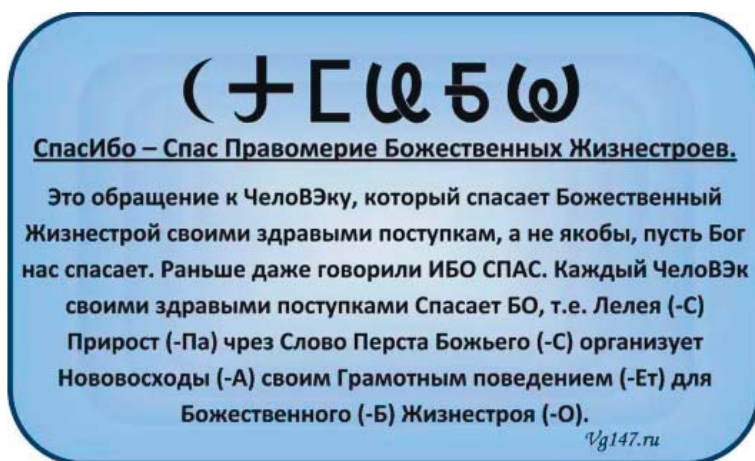 СпасИбо – Спас Правомерие Божественных Жизнестроев.
Это обращение к ЧелоВЭку, который спасает Божественный
Жизнестрой своими здравыми поступкам, а не якобы, пусть Бог
нас спасает. Раньше даже говорили ИБО СПАС. Каждый ЧелоВЭк
своими здравыми поступками Спасает БО, т.е. Лелея (-С)
Прирост (-Па) чрез Слово Перста Божьего (-С) организует
Нововосходы (-А) своим Грамотным поведением (-Ет) для
Божественного (-Б) Жизнестроя (-О).
Vg147.ru